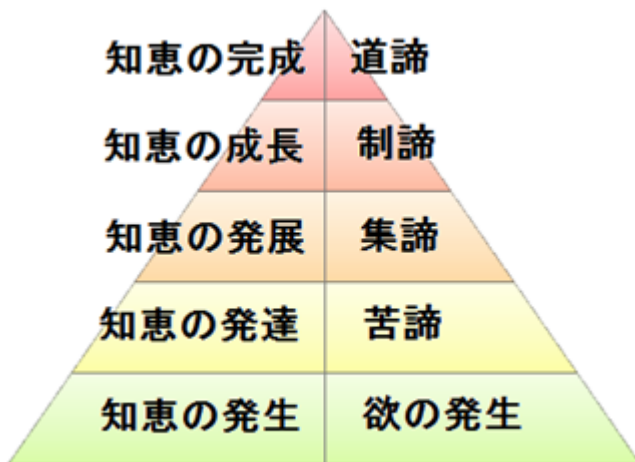 知恵の完成 道諦
知恵の成長 制諦
知恵の発展 集諦
知恵の発達 苦諦
知恵の発生 欲の発生